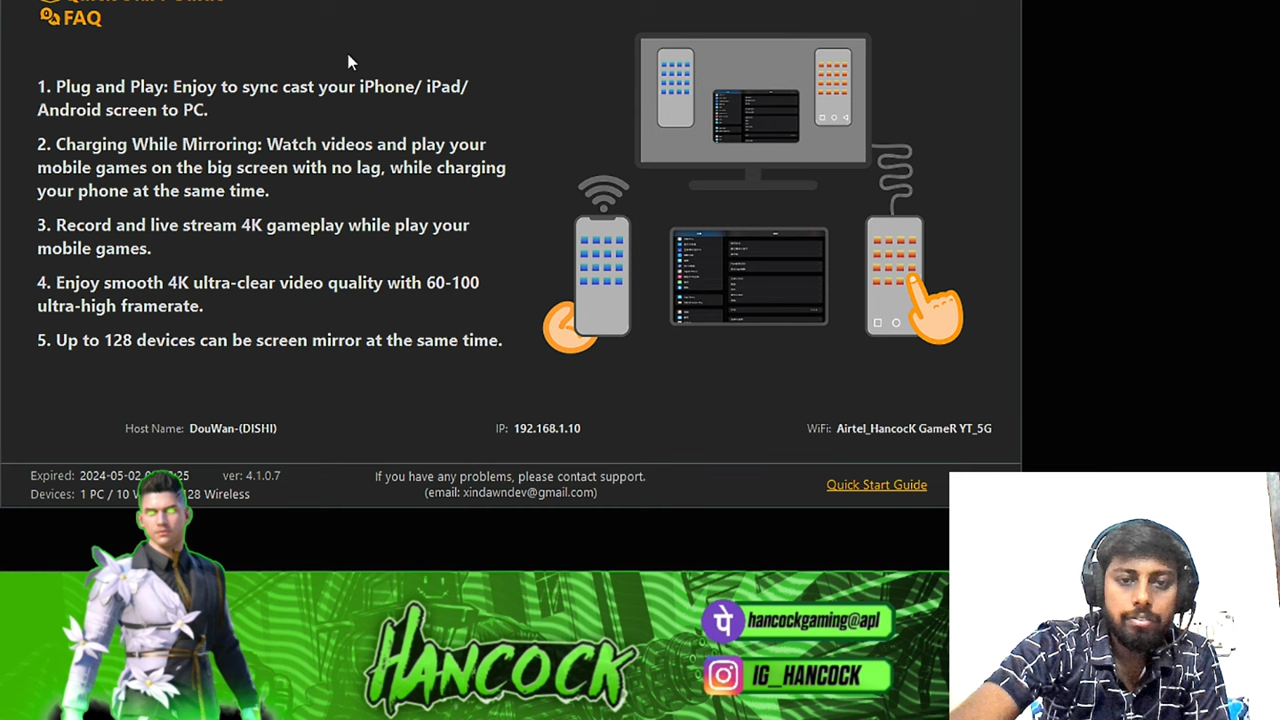 FAQ
1. Plug and Play: Enjoy to sync cast your iPhone/ iPad/
Android screen to PC.
2. Charging While Mirroring: Watch videos and play your
mobile games on the big screen with no lag, while charging
your phone at the same time.
3. Record and live stream 4K gameplay while play your
mobile games.
4. Enjoy smooth 4K ultra-clear video quality with 60-100
ultra-high framerate.
5. Up to 128 devices can be screen mirror at the same time.
Host Name: DouWan-(DISHI)
IP: 192.168.1.10
WiFi: Airtel_HancocK GameR YT_5G
Expired: 2024-05-02
ver: 4.1.0.7
Devices: 1 PC / 10 128 Wireless
If you have any problems, please contact support.
(email: xindawndev@gmail.com)
Quick Start Guide
HANCOCK
पे hancockgaming@apl
IG_HANCOCK